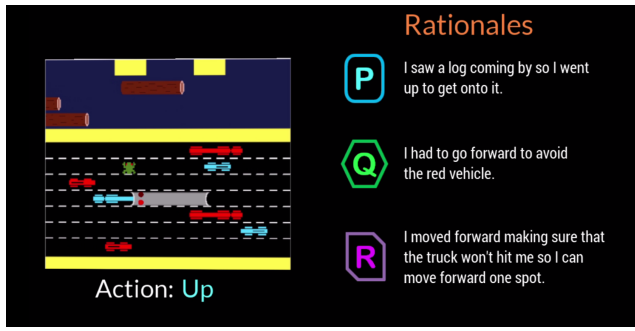 Rationales
P
I saw a log coming by so I went
up to get onto it.
Q
I had to go forward to avoid
the red vehicle.
R
I moved forward making sure that
the truck won't hit me so I can
move forward one spot.
Action: Up